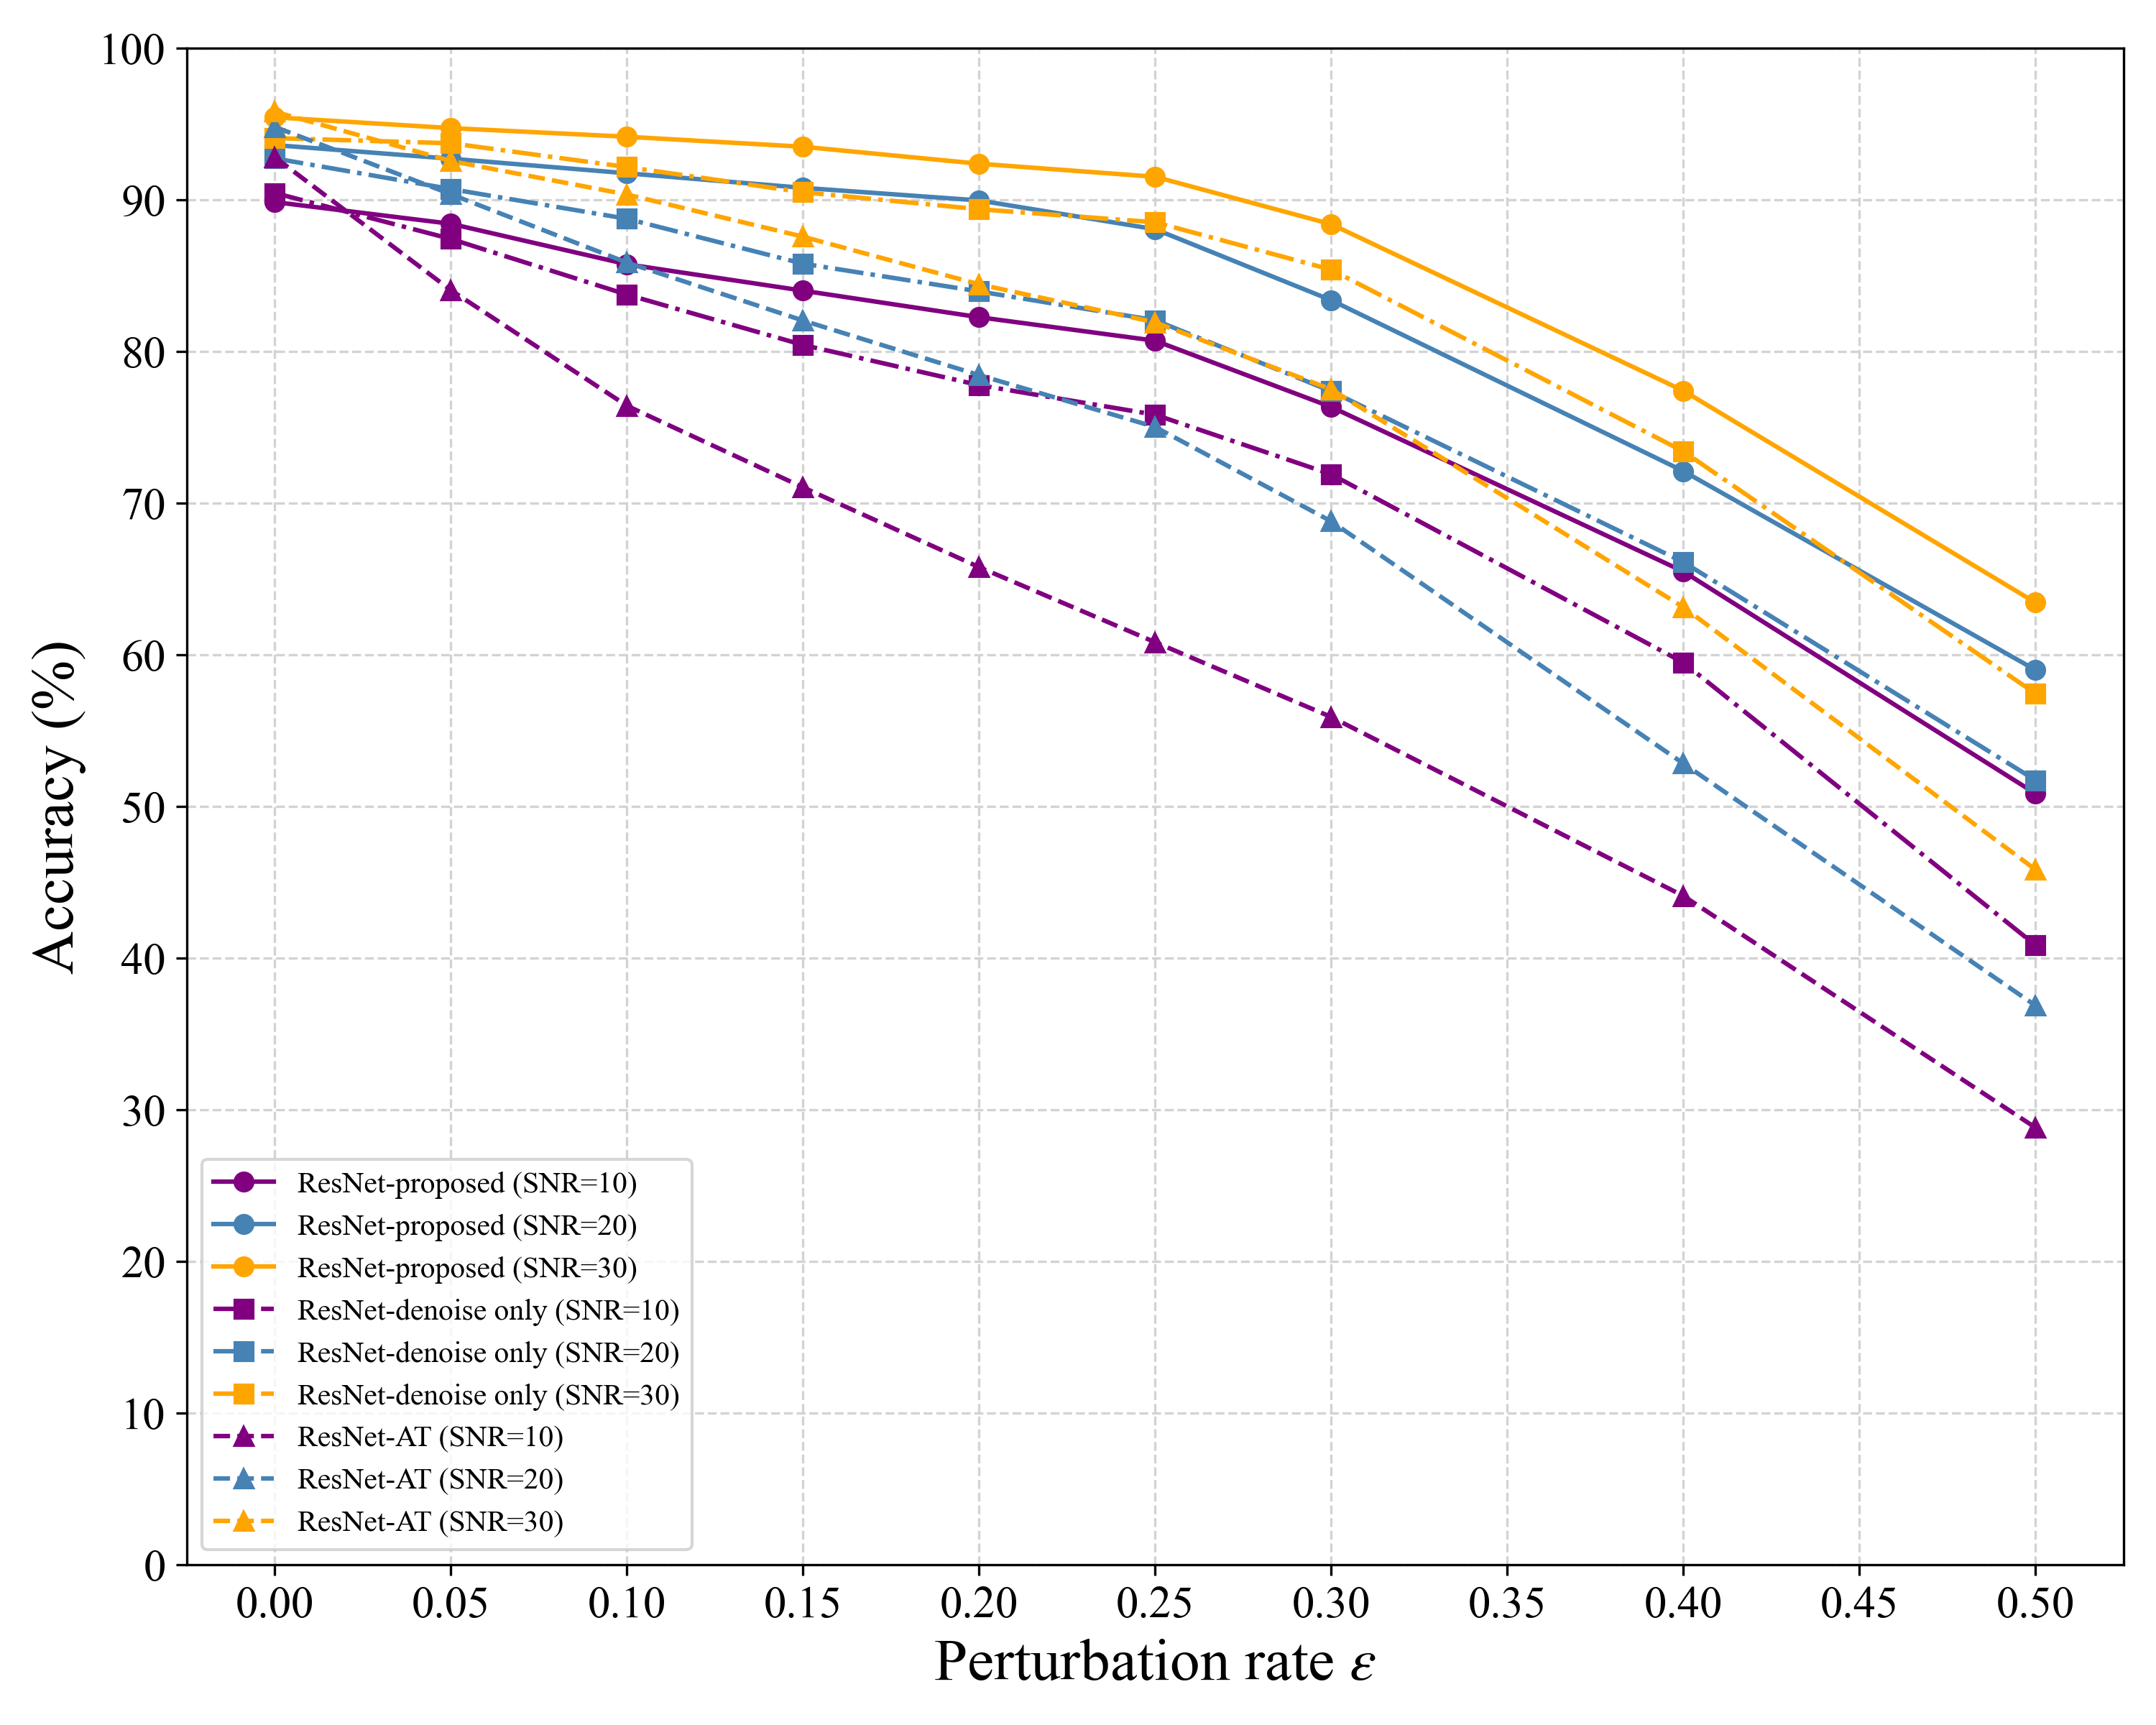 100
90
80
70
60
50
40
30
20
10
0
Accuracy (%)
ResNet-proposed (SNR=10)
ResNet-proposed (SNR=20)
ResNet-proposed (SNR=30)
ResNet-denoise only (SNR=10)
ResNet-denoise only (SNR=20)
ResNet-denoise only (SNR=30)
ResNet-AT (SNR=10)
ResNet-AT (SNR=20)
ResNet-AT (SNR=30)
0.00 0.05 0.10 0.15 0.20 0.25 0.30 0.35 0.40 0.45 0.50
Perturbation rate ε